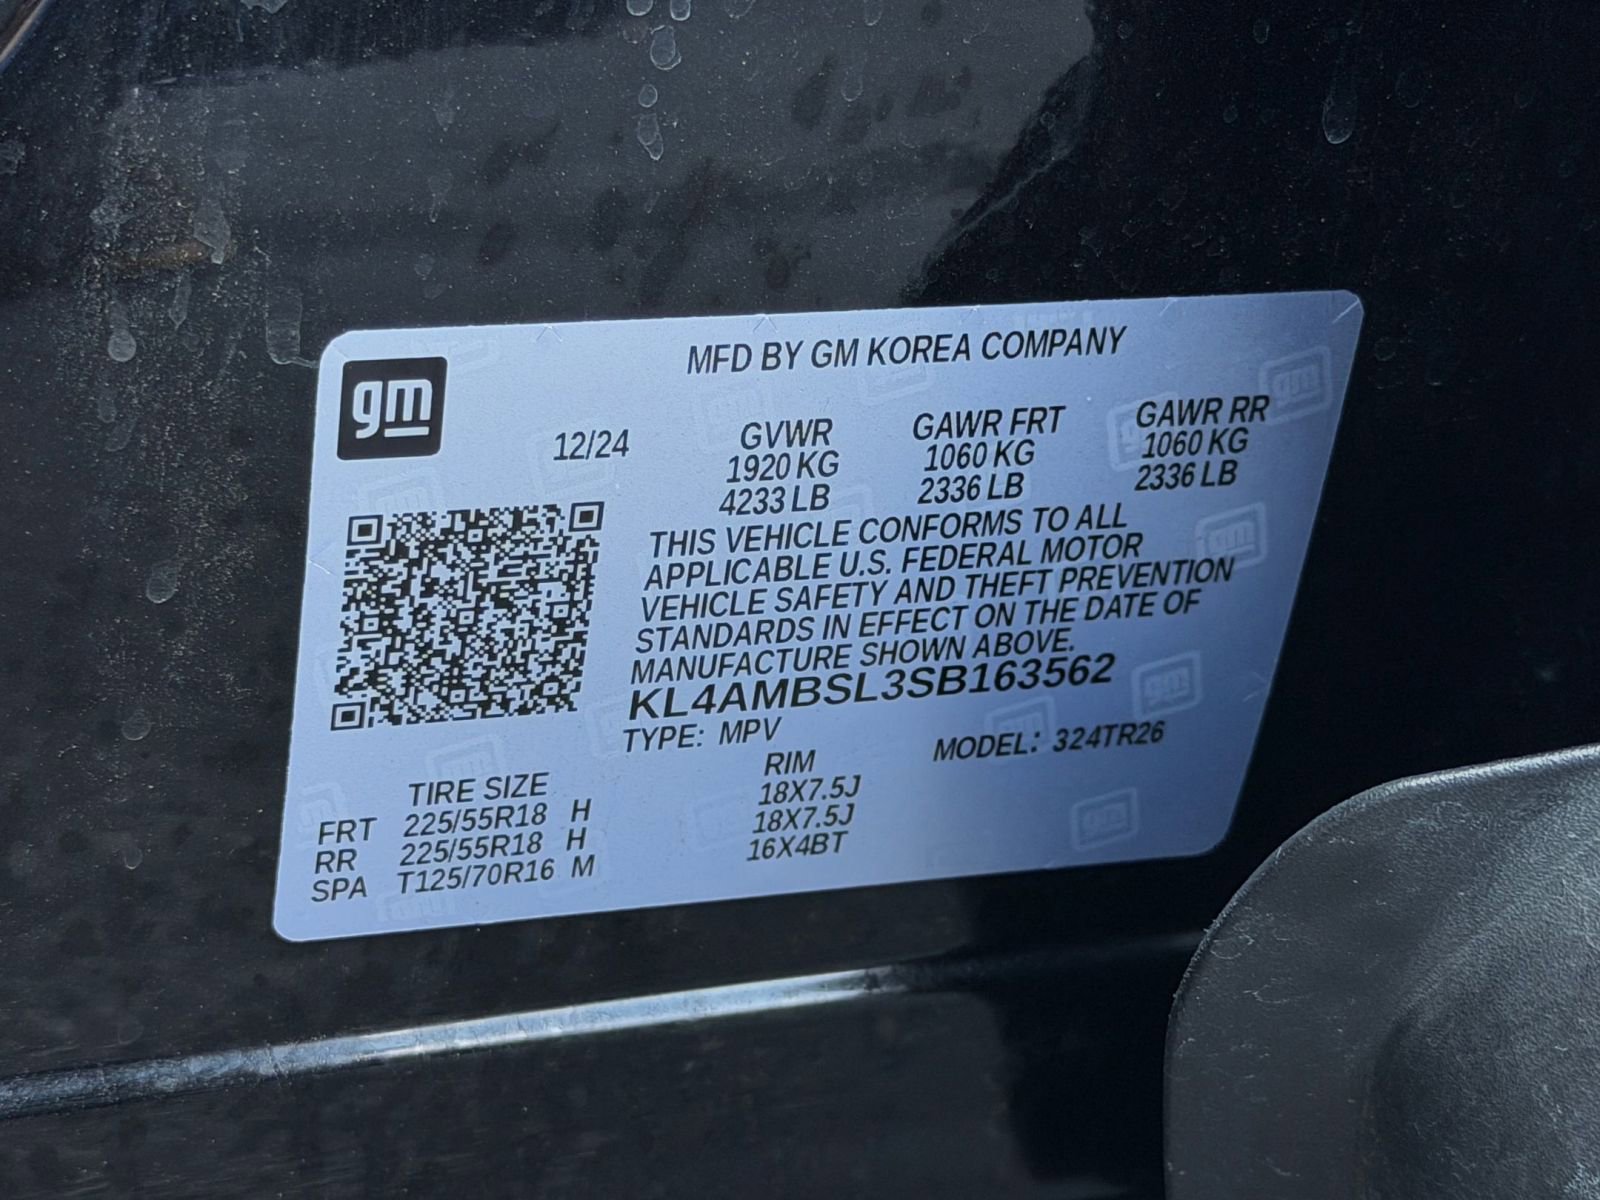 MFD BY GM KOREA COMPANY
gm
12/24 GVWR GAWR FRT GAWR RR
1920 KG 1060 KG 1060 KG
4233 LB 2336 LB 2336 LB
THIS VEHICLE CONFORMS TO ALL
APPLICABLE U.S. FEDERAL MOTOR
VEHICLE SAFETY AND THEFT PREVENTION
STANDARDS IN EFFECT ON THE DATE OF
MANUFACTURE SHOWN ABOVE.
KL4AMBSL3SB163562
TYPE: MPV MODEL: 324TR26
TIRE SIZE RIM
FRT 225/55R18 H 18X7.5J
RR 225/55R18 H 18X7.5J
SPA T125/70R16 M 16X4BT